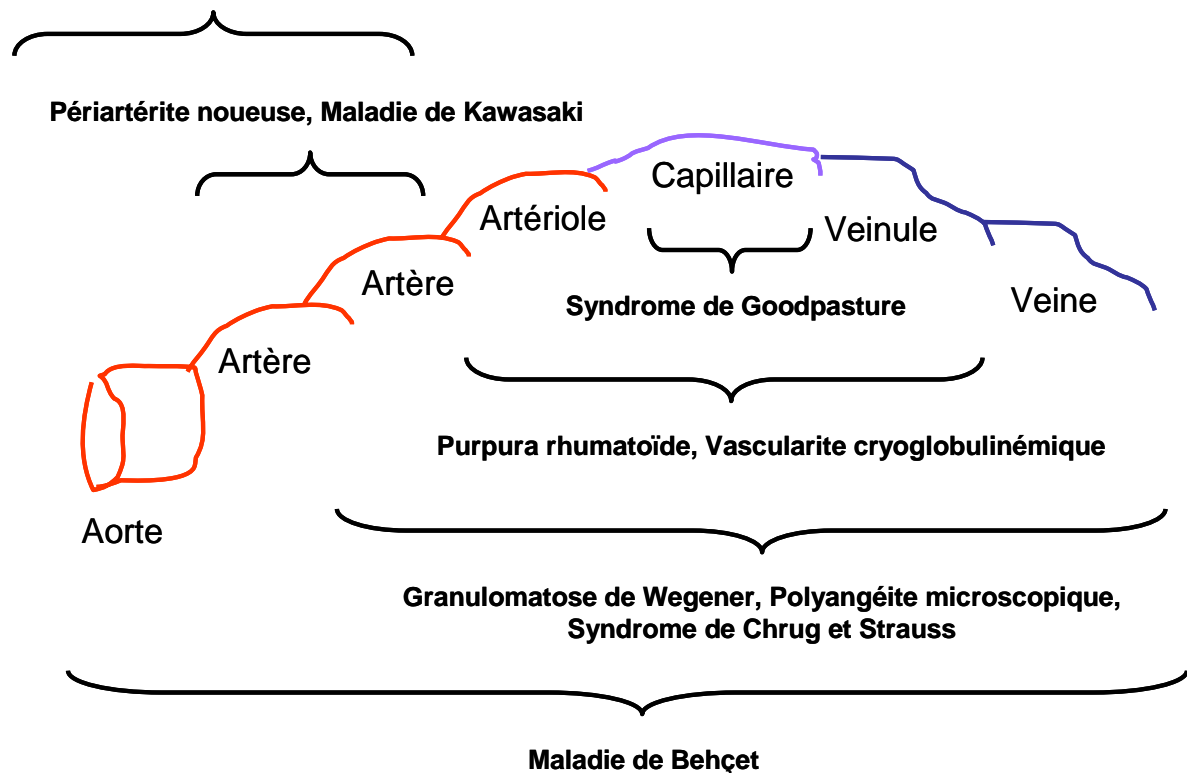 Périartérite noueuse, Maladie de Kawasaki
Capillaire
Artériole
Veinule
Artère
Veine
Syndrome de Goodpasture
Artère
Purpura rhumatoïde, Vascularite cryoglobulinémique
Aorte
Granulomatose de Wegener, Polyangéite microscopique,
Syndrome de Chrug et Strauss
Maladie de Behçet